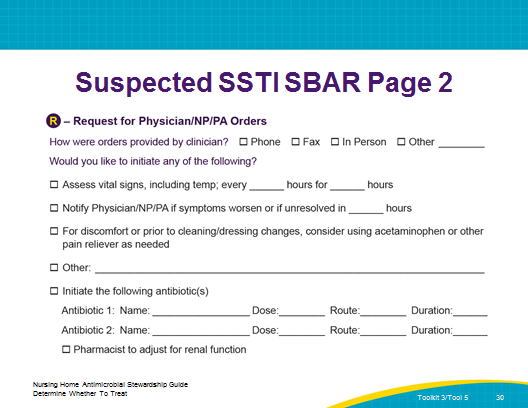 Suspected SSTI SBAR Page 2
R – Request for Physician/NP/PA Orders
How were orders provided by clinician? ☐ Phone ☐ Fax ☐ In Person ☐ Other ________
Would you like to initiate any of the following?
☐ Assess vital signs, including temp; every ______ hours for ______ hours
☐ Notify Physician/NP/PA if symptoms worsen or if unresolved in ______ hours
☐ For discomfort or prior to cleaning/dressing changes, consider using acetaminophen or other
pain reliever as needed
☐ Other: ________________________________________
☐ Initiate the following antibiotic(s)
Antibiotic 1: Name: ________________ Dose:________ Route:________ Duration:______
Antibiotic 2: Name: ________________ Dose:________ Route:________ Duration:______
☐ Pharmacist to adjust for renal function
Nursing Home Antimicrobial Stewardship Guide
Determine Whether To Treat
Toolkit 3/Tool 5 30